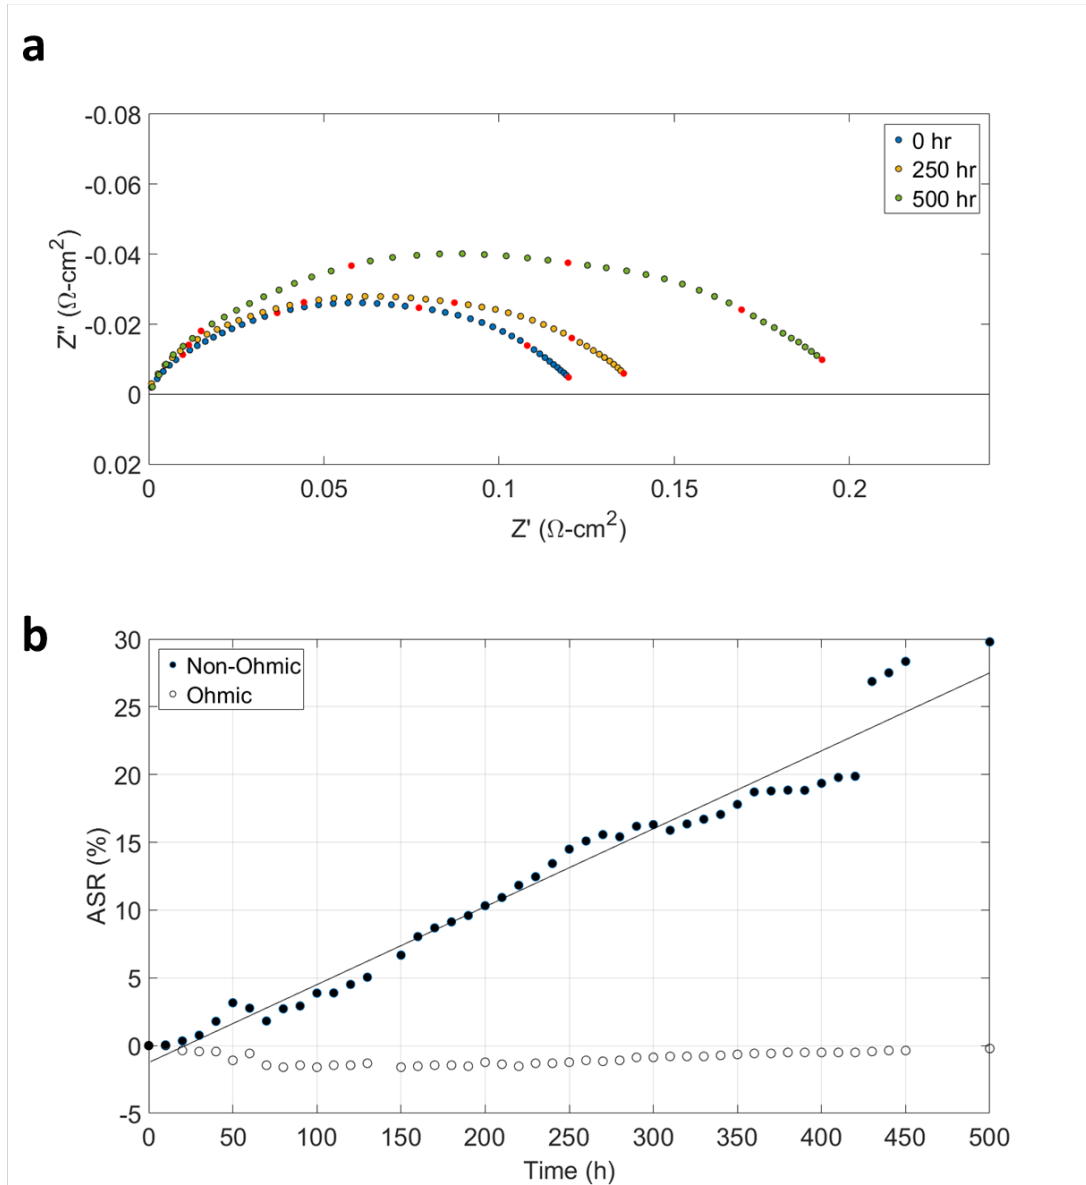 a
-0.08
-0.06
-0.04
-0.02
0
0.02
Z'' (Ω-cm²)
0 hr
250 hr
500 hr
0 0.05 0.1 0.15 0.2
Z' (Ω-cm²)
b
30
25
20
15
10
5
0
-5
ASR (%)
Non-Ohmic
Ohmic
0 50 100 150 200 250 300 350 400 450 500
Time (h)